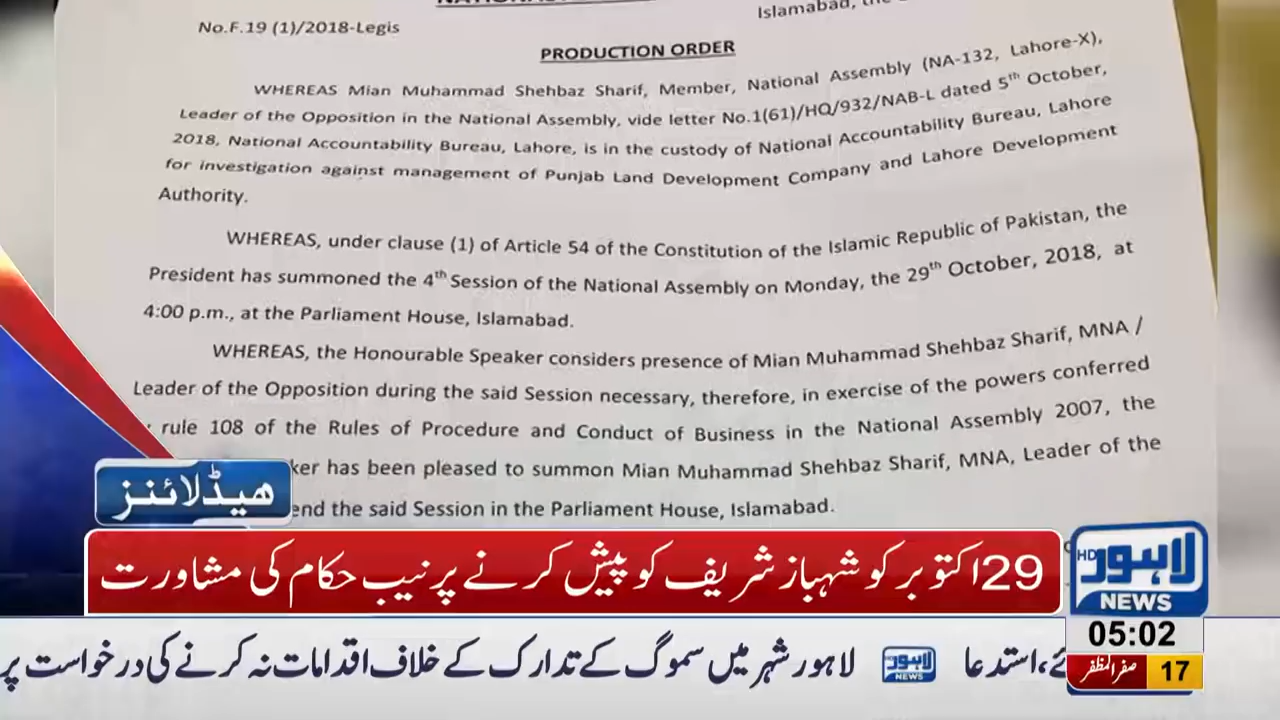 Islamabad, the
No.F.19 (1)/2018-Legis
PRODUCTION ORDER
WHEREAS Mian Muhammad Shehbaz Sharif, Member, National Assembly (NA-132, Lahore-X),
Leader of the Opposition in the National Assembly, vide letter No.1(61)/HQ/932/NAB-L dated 5th October,
2018, National Accountability Bureau, Lahore, is in the custody of National Accountability Bureau, Lahore
for investigation against management of Punjab Land Development Company and Lahore Development
Authority.
WHEREAS, under clause (1) of Article 54 of the Constitution of the Islamic Republic of Pakistan, the
President has summoned the 4th Session of the National Assembly on Monday, the 29th October, 2018, at
4:00 p.m., at the Parliament House, Islamabad.
WHEREAS, the Honourable Speaker considers presence of Mian Muhammad Shehbaz Sharif, MNA /
Leader of the Opposition during the said Session necessary, therefore, in exercise of the powers conferred
rule 108 of the Rules of Procedure and Conduct of Business in the National Assembly 2007, the
has been pleased to summon Mian Muhammad Shehbaz Sharif, MNA, Leader of the
the said Session in the Parliament House, Islamabad.
ہیڈلائنز
29اکتوبر کو شہباز شریف کو پیش کرنے پر نیب حکام کی مشاورت
لاہور HD
NEWS
05:02
17 صفر المظفر
ئے، استدعا لاہور NEWS لاہور شہر میں سموگ کے تدارک کے خلاف اقدامات نہ کرنے کی درخواست پر